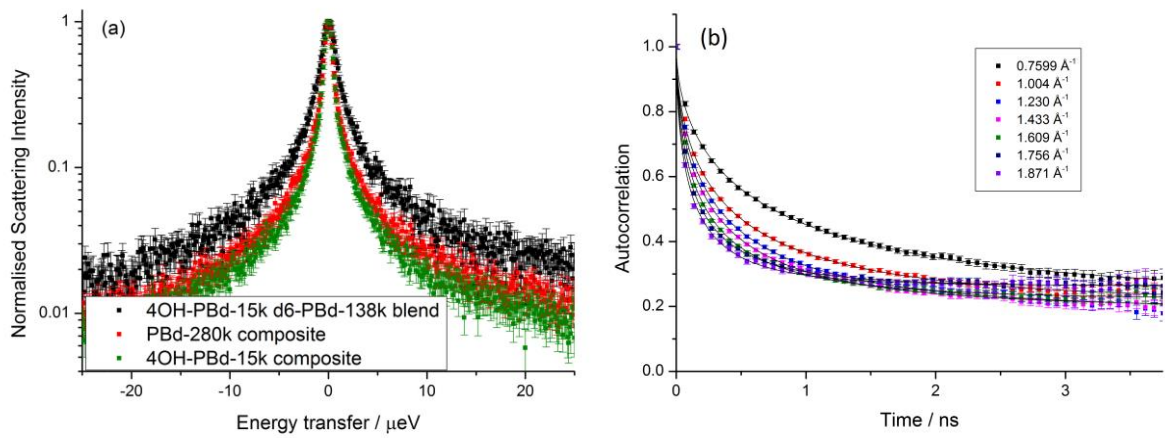 (a)
1
0.1
0.01
Normalised Scattering Intensity
4OH-PBd-15k d6-PBd-138k blend
PBd-280k composite
4OH-PBd-15k composite
-20 -10 0 10 20
Energy transfer / μeV
(b)
1.0
0.8
0.6
0.4
0.2
0.0
Autocorrelation
0.7599 Å⁻¹
1.004 Å⁻¹
1.230 Å⁻¹
1.433 Å⁻¹
1.609 Å⁻¹
1.756 Å⁻¹
1.871 Å⁻¹
0 1 2 3
Time / ns